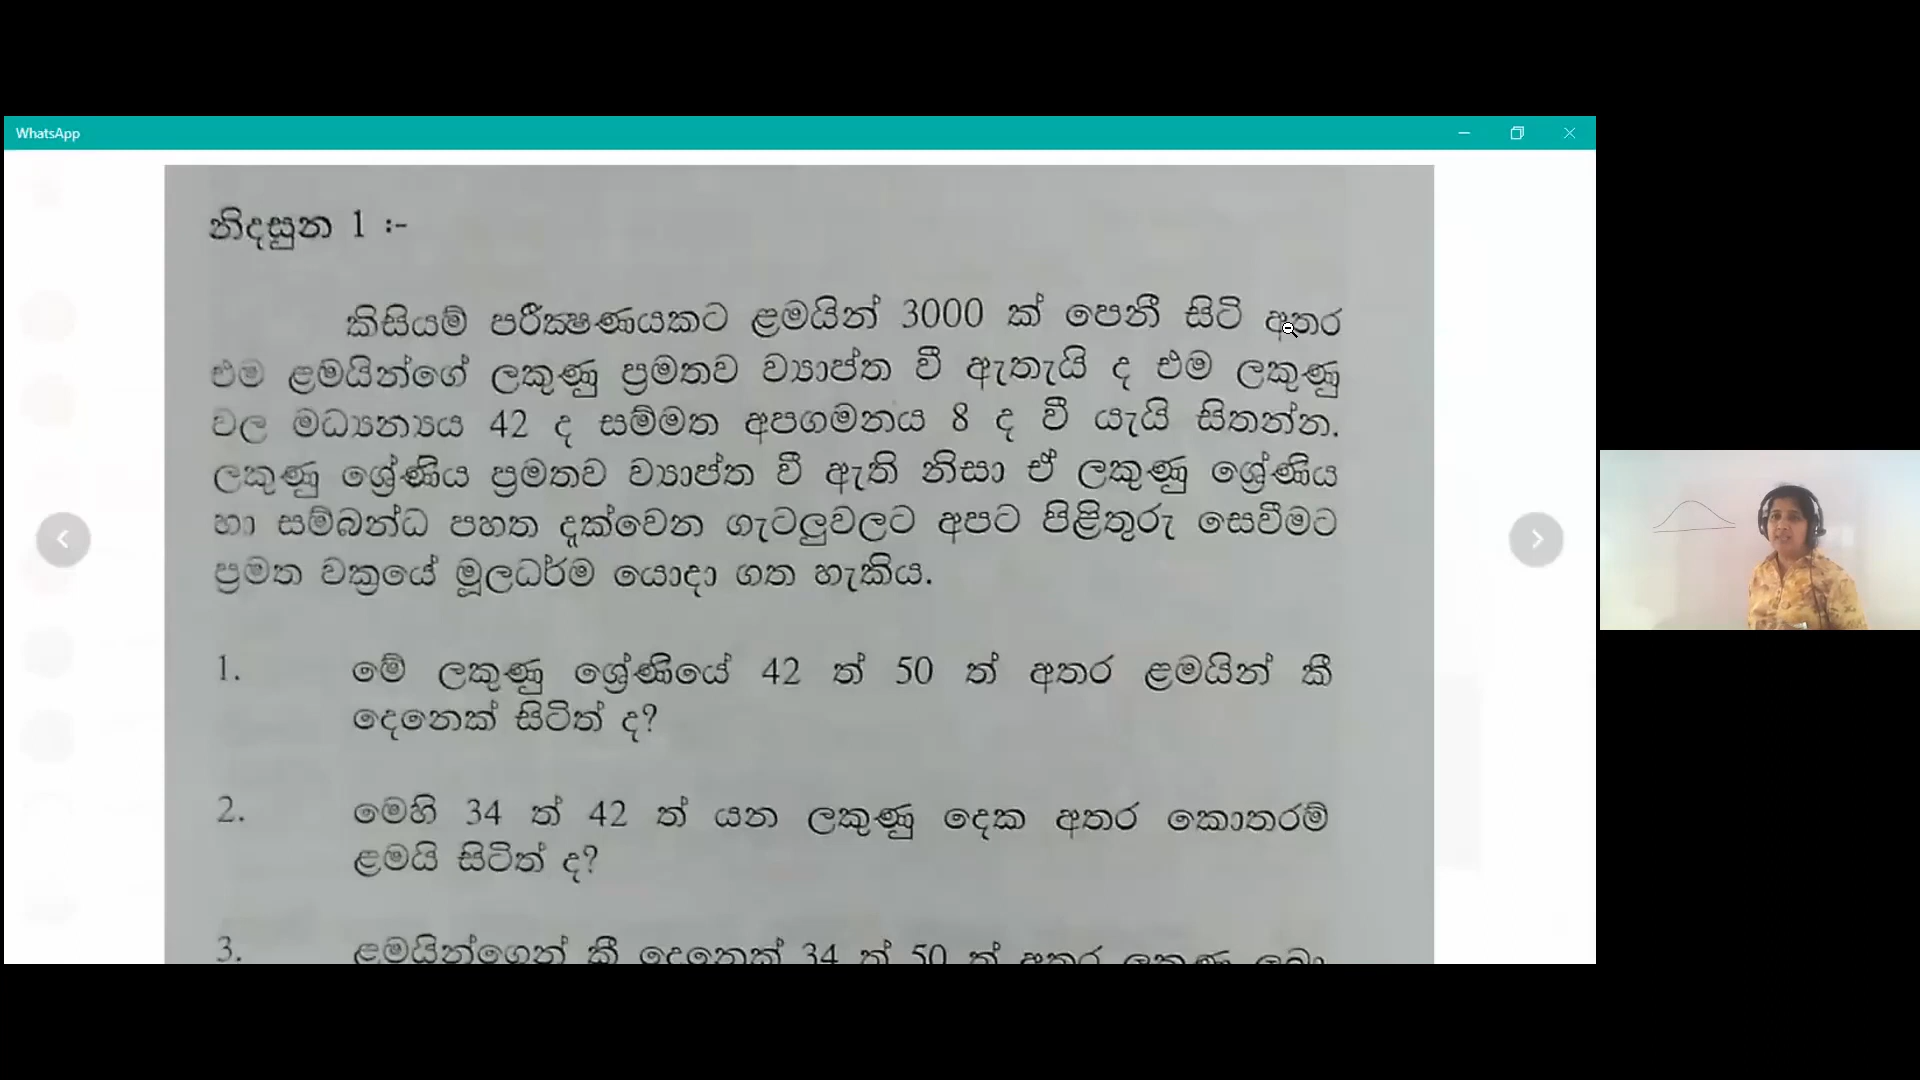 WhatsApp
නිදසුන 1 :-
කිසියම් පරීක්‍ෂණයකට ළමයින් 3000 ක් පෙනී සිටි අතර
එම ළමයින්ගේ ලකුණු ප්‍රමතව ව්‍යාප්ත වී ඇතැයි ද එම ලකුණු
වල මධ්‍යන්‍යය 42 ද සම්මත අපගමනය 8 ද වී යැයි සිතන්න.
ලකුණු ශ්‍රේණිය ප්‍රමතව ව්‍යාප්ත වී ඇති නිසා ඒ ලකුණු ශ්‍රේණිය
හා සම්බන්ධ පහත දැක්වෙන ගැටලුවලට අපට පිළිතුරු සෙවීමට
ප්‍රමත වක්‍රයේ මූලධර්ම යොදා ගත හැකිය.
1. මේ ලකුණු ශ්‍රේණියේ 42 ත් 50 ත් අතර ළමයින් කී
දෙනෙක් සිටිත් ද?
2. මෙහි 34 ත් 42 ත් යන ලකුණු දෙක අතර කොතරම්
ළමයි සිටිත් ද?
3. ළමයින්ගෙන් කී දෙනෙක් 34 ත් 50 ත් අතර ලකුණු